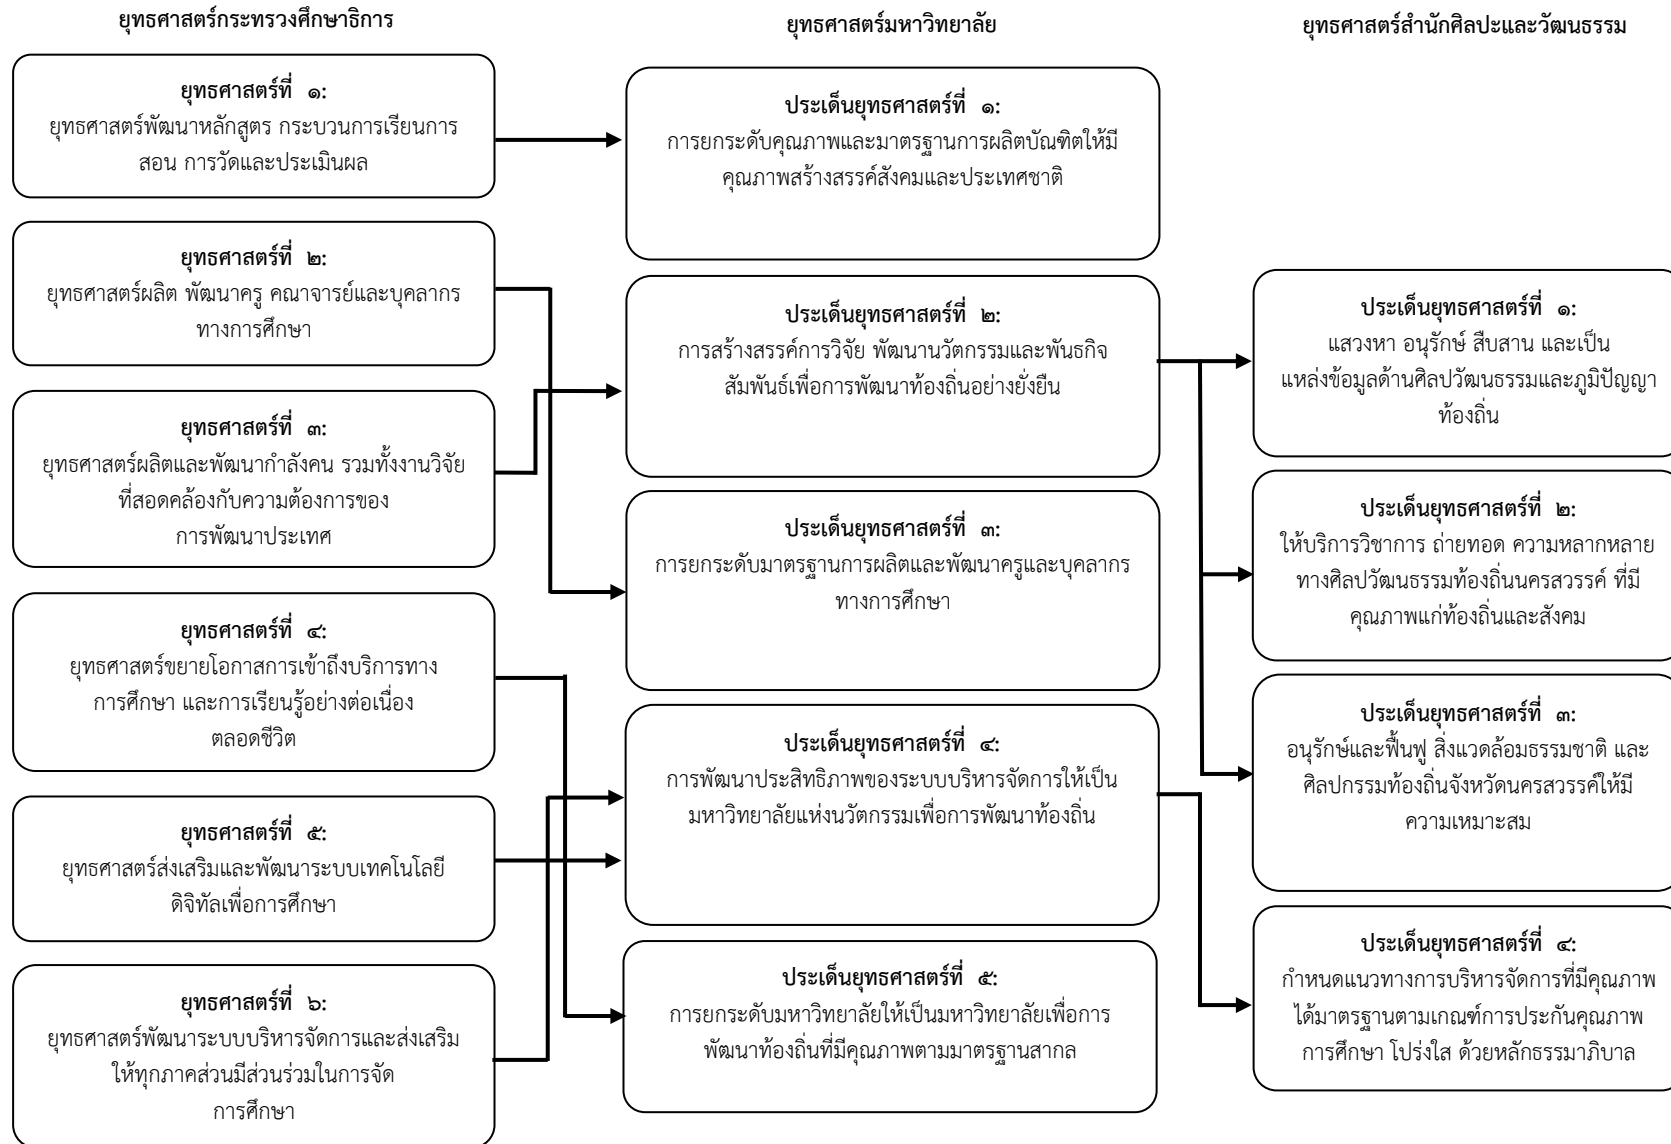 ยุทธศาสตร์กระทรวงศึกษาธิการ
ยุทธศาสตร์ที่ ๑:
ยุทธศาสตร์พัฒนาหลักสูตร กระบวนการเรียนการ
สอน การวัดและประเมินผล
ยุทธศาสตร์ที่ ๒:
ยุทธศาสตร์ผลิต พัฒนาครู คณาจารย์และบุคลากร
ทางการศึกษา
ยุทธศาสตร์ที่ ๓:
ยุทธศาสตร์ผลิตและพัฒนากำลังคน รวมทั้งงานวิจัย
ที่สอดคล้องกับความต้องการของ
การพัฒนาประเทศ
ยุทธศาสตร์ที่ ๔:
ยุทธศาสตร์ขยายโอกาสการเข้าถึงบริการทาง
การศึกษา และการเรียนรู้อย่างต่อเนื่อง
ตลอดชีวิต
ยุทธศาสตร์ที่ ๕:
ยุทธศาสตร์ส่งเสริมและพัฒนาระบบเทคโนโลยี
ดิจิทัลเพื่อการศึกษา
ยุทธศาสตร์ที่ ๖:
ยุทธศาสตร์พัฒนาระบบบริหารจัดการและส่งเสริม
ให้ทุกภาคส่วนมีส่วนร่วมในการจัด
การศึกษา
ยุทธศาสตร์มหาวิทยาลัย
ประเด็นยุทธศาสตร์ที่ ๑:
การยกระดับคุณภาพและมาตรฐานการผลิตบัณฑิตให้มี
คุณภาพสร้างสรรค์สังคมและประเทศชาติ
ประเด็นยุทธศาสตร์ที่ ๒:
การสร้างสรรค์การวิจัย พัฒนานวัตกรรมและพันธกิจ
สัมพันธ์เพื่อการพัฒนาท้องถิ่นอย่างยั่งยืน
ประเด็นยุทธศาสตร์ที่ ๓:
การยกระดับมาตรฐานการผลิตและพัฒนาครูและบุคลากร
ทางการศึกษา
ประเด็นยุทธศาสตร์ที่ ๔:
การพัฒนาประสิทธิภาพของระบบบริหารจัดการให้เป็น
มหาวิทยาลัยแห่งนวัตกรรมเพื่อการพัฒนาท้องถิ่น
ประเด็นยุทธศาสตร์ที่ ๕:
การยกระดับมหาวิทยาลัยให้เป็นมหาวิทยาลัยเพื่อการ
พัฒนาท้องถิ่นที่มีคุณภาพตามมาตรฐานสากล
ยุทธศาสตร์สำนักศิลปะและวัฒนธรรม
ประเด็นยุทธศาสตร์ที่ ๑:
แสวงหา อนุรักษ์ สืบสาน และเป็น
แหล่งข้อมูลด้านศิลปวัฒนธรรมและภูมิปัญญา
ท้องถิ่น
ประเด็นยุทธศาสตร์ที่ ๒:
ให้บริการวิชาการ ถ่ายทอด ความหลากหลาย
ทางศิลปวัฒนธรรมท้องถิ่นนครสวรรค์ ที่มี
คุณภาพแก่ท้องถิ่นและสังคม
ประเด็นยุทธศาสตร์ที่ ๓:
อนุรักษ์และฟื้นฟู สิ่งแวดล้อมธรรมชาติ และ
ศิลปกรรมท้องถิ่นจังหวัดนครสวรรค์ให้มี
ความเหมาะสม
ประเด็นยุทธศาสตร์ที่ ๔:
กำหนดแนวทางการบริหารจัดการที่มีคุณภาพ
ได้มาตรฐานตามเกณฑ์การประกันคุณภาพ
การศึกษา โปร่งใส ด้วยหลักธรรมาภิบาล